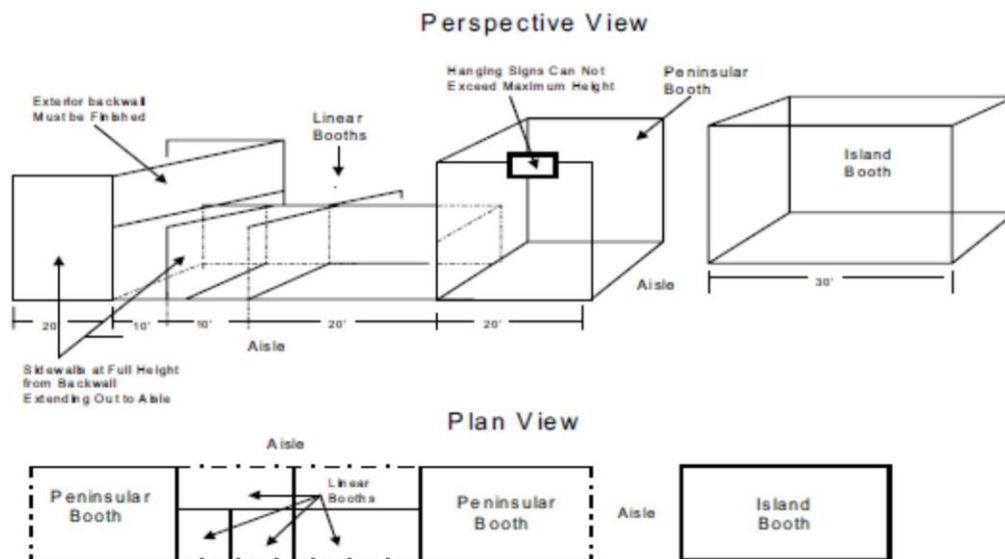 Perspective View
Hanging Signs Can Not
Exceed Maximum Height
Peninsular
Booth
Exterior backwall
Must be Finished
Linear
Booths
Island
Booth
Aisle
30'
20'
10'
10'
20'
20'
Aisle
Sidewalls at Full Height
from Backwall
Extending Out to Aisle
Plan View
Aisle
Peninsular
Booth
Linear
Booths
Peninsular
Booth
Aisle
Island
Booth